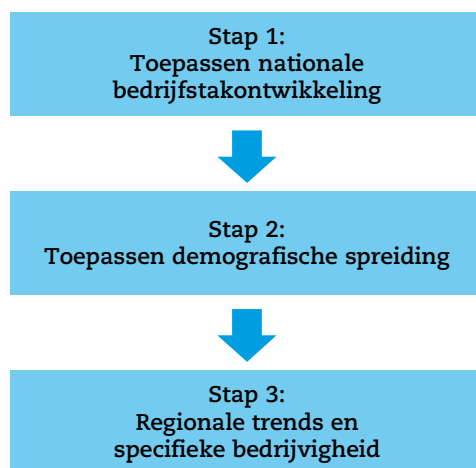 Stap 1:
Toepassen nationale
bedrijfstakontwikkeling
Stap 2:
Toepassen demografische spreiding
Stap 3:
Regionale trends en
specifieke bedrijvigheid